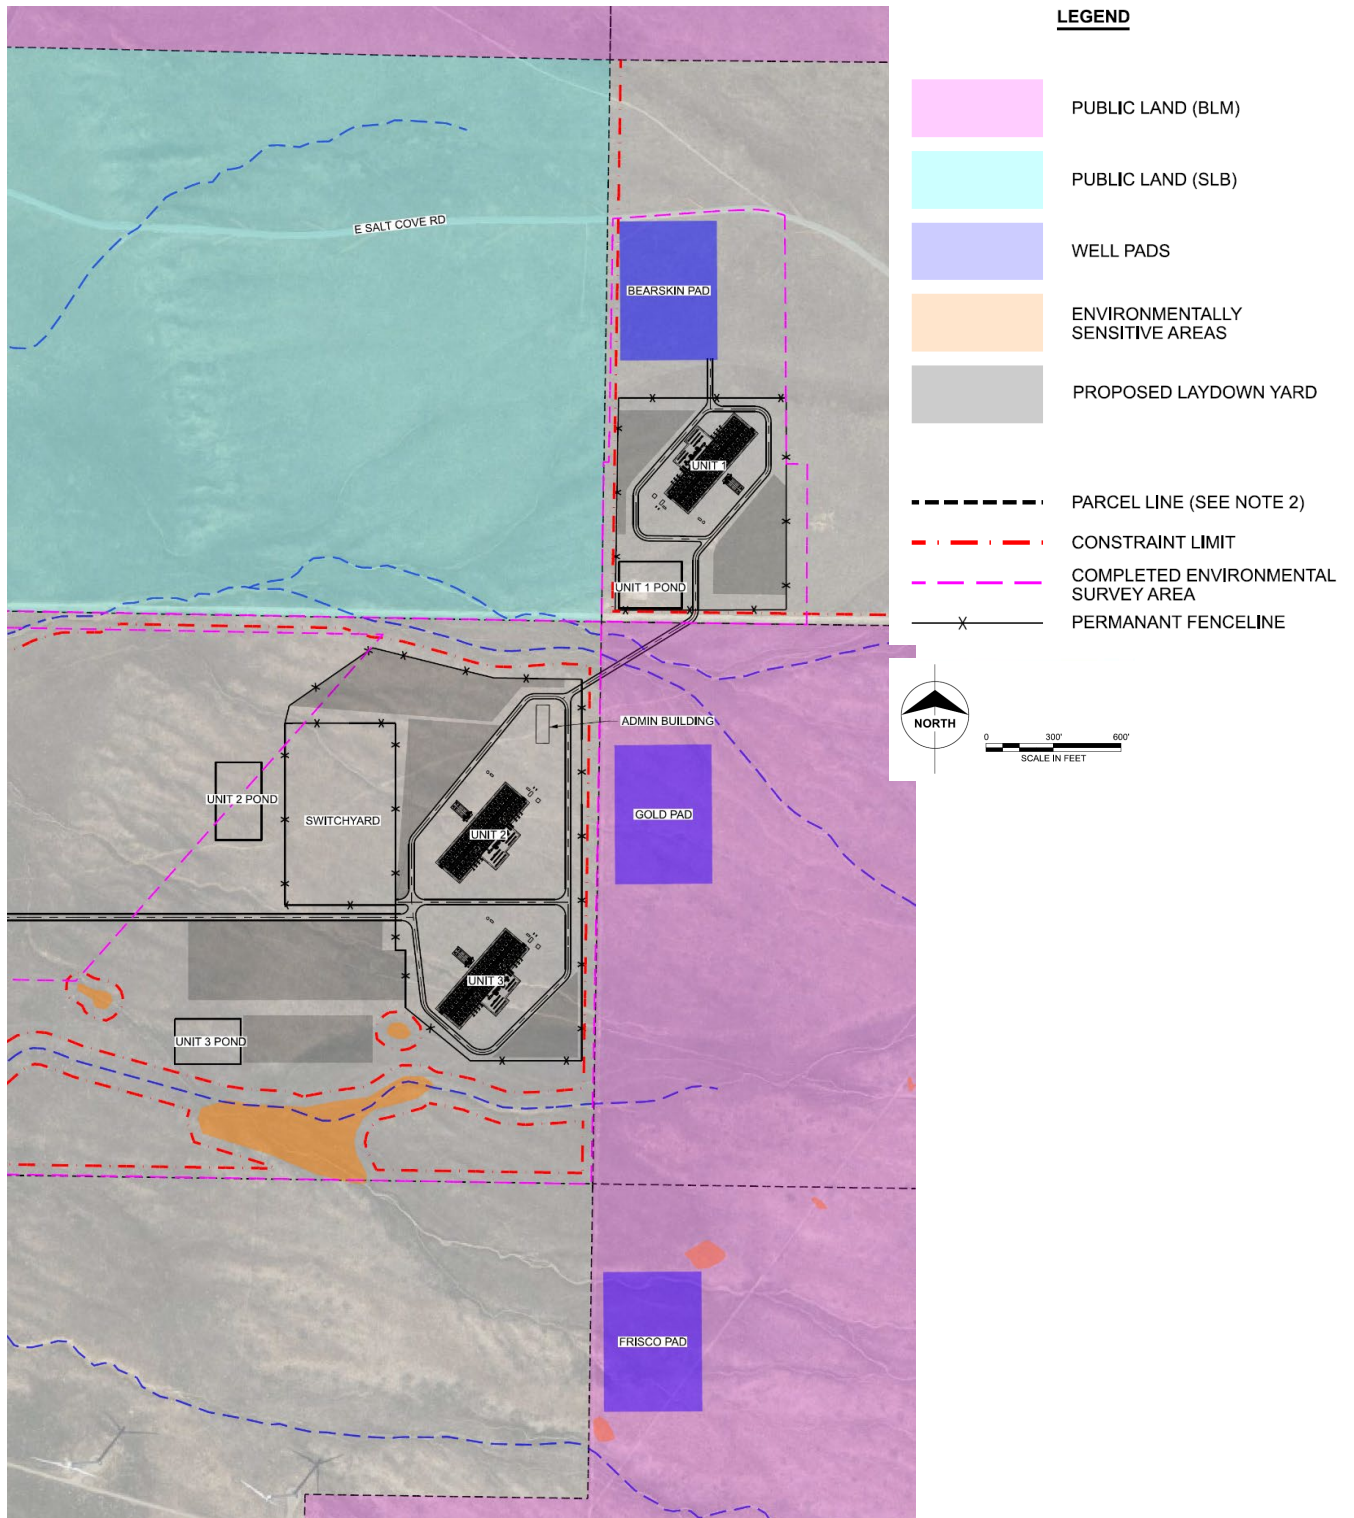 LEGEND
PUBLIC LAND (BLM)
PUBLIC LAND (SLB)
WELL PADS
ENVIRONMENTALLY
SENSITIVE AREAS
PROPOSED LAYDOWN YARD
PARCEL LINE (SEE NOTE 2)
CONSTRAINT LIMIT
COMPLETED ENVIRONMENTAL
SURVEY AREA
PERMANANT FENCELINE
NORTH
0 300' 600'
SCALE IN FEET
E SALT COVE RD
BEARSKIN PAD
UNIT 1
UNIT 1 POND
ADMIN BUILDING
UNIT 2 POND
SWITCHYARD
UNIT 2
GOLD PAD
UNIT 3
UNIT 3 POND
FRISCO PAD